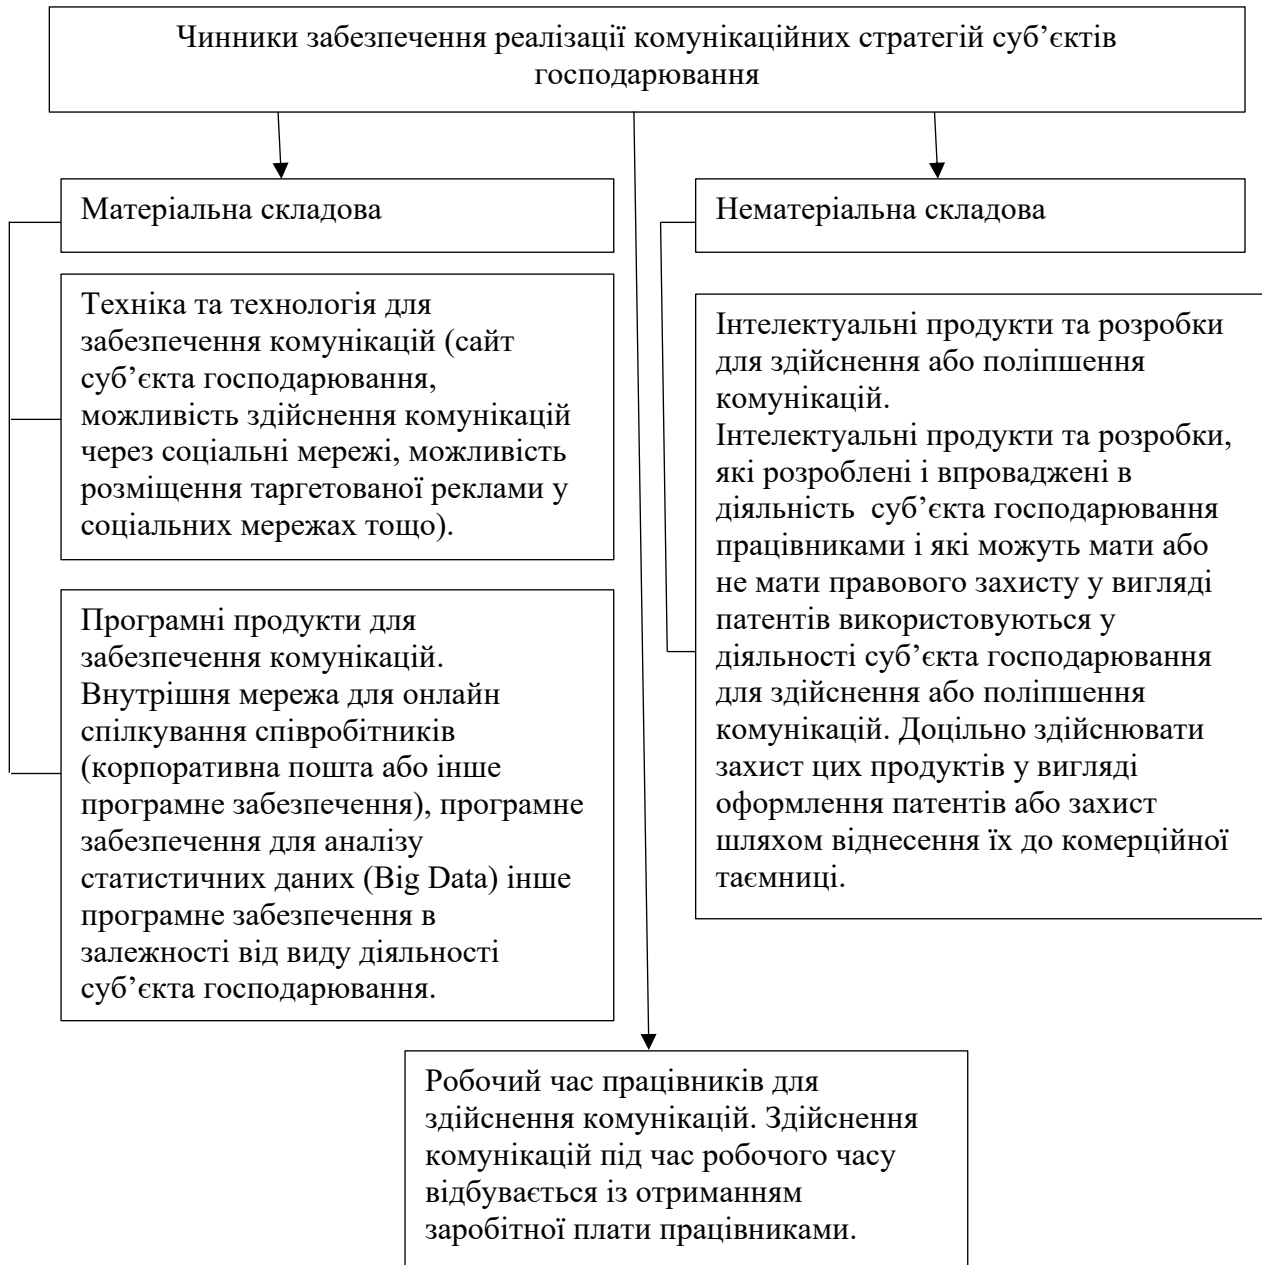 Чинники забезпечення реалізації комунікаційних стратегій суб’єктів
господарювання
Матеріальна складова
Техніка та технологія для
забезпечення комунікацій (сайт
суб’єкта господарювання,
можливість здійснення комунікацій
через соціальні мережі, можливість
розміщення таргетованої реклами у
соціальних мережах тощо).
Програмні продукти для
забезпечення комунікацій.
Внутрішня мережа для онлайн
спілкування співробітників
(корпоративна пошта або інше
програмне забезпечення), програмне
забезпечення для аналізу
статистичних даних (Big Data) інше
програмне забезпечення в
залежності від виду діяльності
суб’єкта господарювання.
Нематеріальна складова
Інтелектуальні продукти та розробки
для здійснення або поліпшення
комунікацій.
Інтелектуальні продукти та розробки,
які розроблені і впроваджені в
діяльність  суб’єкта господарювання
працівниками і які можуть мати або
не мати правового захисту у вигляді
патентів використовуються у
діяльності суб’єкта господарювання
для здійснення або поліпшення
комунікацій. Доцільно здійснювати
захист цих продуктів у вигляді
оформлення патентів або захист
шляхом віднесення їх до комерційної
таємниці.
Робочий час працівників для
здійснення комунікацій. Здійснення
комунікацій під час робочого часу
відбувається із отриманням
заробітної плати працівниками.